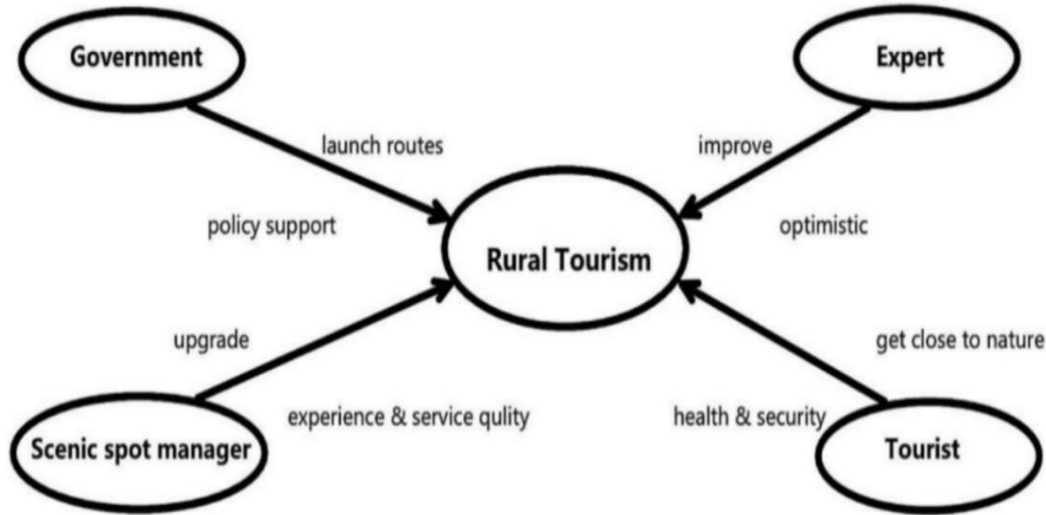 Government
Expert
launch routes
improve
policy support
optimistic
Rural Tourism
upgrade
get close to nature
experience & service qulity
health & security
Scenic spot manager
Tourist